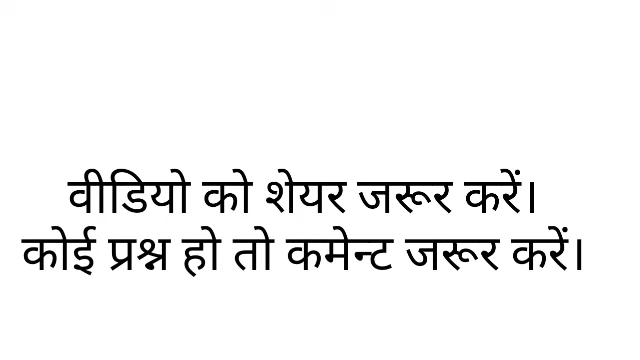 वीडियो को शेयर जरूर करें।
कोई प्रश्न हो तो कमेन्ट जरूर करें।